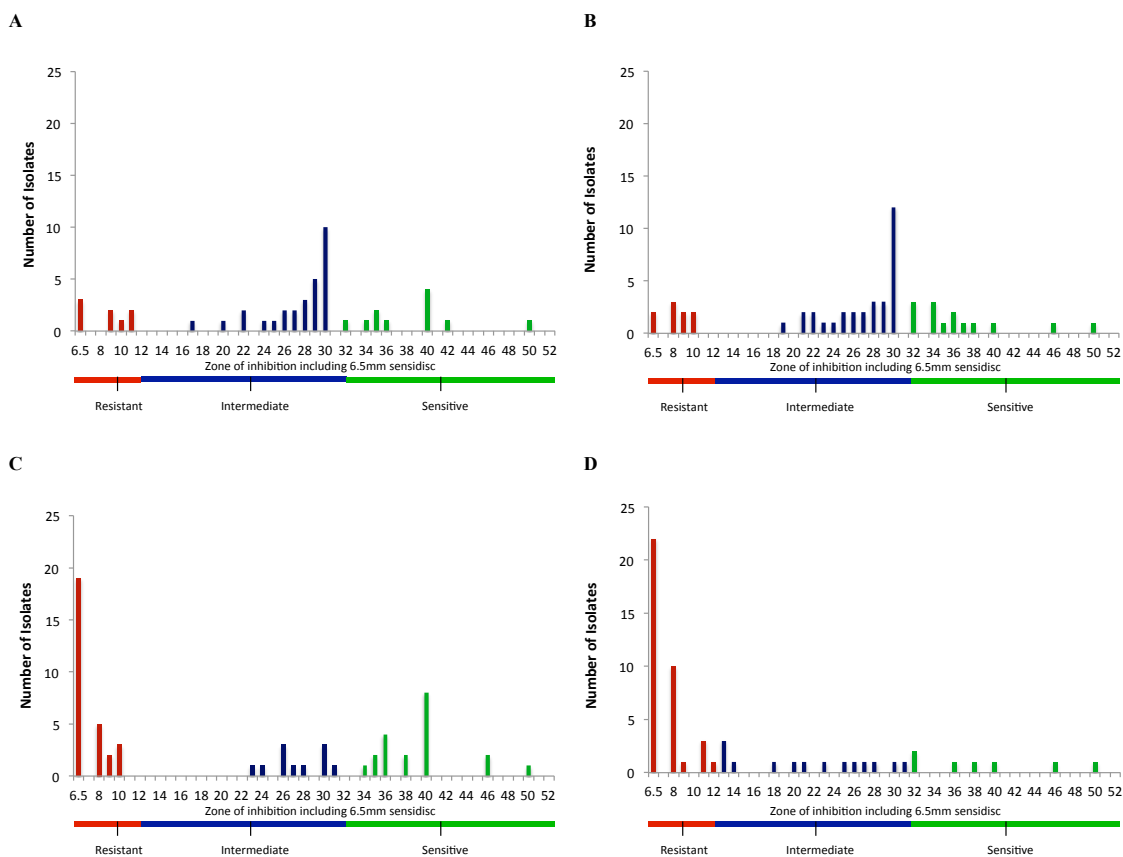 A
B
25
20
15
10
5
0
Number of Isolates
6.5 8 10 12 14 16 18 20 22 24 26 28 30 32 34 36 38 40 42 44 46 48 50 52
Zone of inhibition including 6.5mm sensidisc
Resistant Intermediate Sensitive
25
20
15
10
5
0
Number of Isolates
6.5 8 10 12 14 16 18 20 22 24 26 28 30 32 34 36 38 40 42 44 46 48 50 52
Zone of inhibition including 6.5mm sensidisc
Resistant Intermediate Sensitive
C
D
25
20
15
10
5
0
Number of Isolates
6.5 8 10 12 14 16 18 20 22 24 26 28 30 32 34 36 38 40 42 44 46 48 50 52
Zone of inhibition including 6.5mm sensidisc
Resistant Intermediate Sensitive
25
20
15
10
5
0
Number of Isolates
6.5 8 10 12 14 16 18 20 22 24 26 28 30 32 34 36 38 40 42 44 46 48 50 52
Zone of inhibition including 6.5mm sensidisc
Resistant Intermediate Sensitive